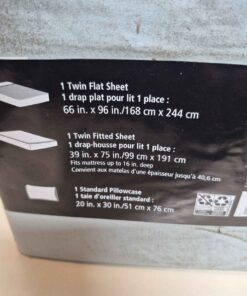 1 Twin Flat Sheet
1 drap plat pour lit 1 place :
66 in. x 96 in./168 cm x 244 cm
1 Twin Fitted Sheet
1 drap-housse pour lit 1 place :
39 in. x 75 in./99 cm x 191 cm
Fits mattress up to 16 in. deep
Convient aux matelas d'une épaisseur jusqu'à 40,6 cm
1 Standard Pillowcase
1 taie d'oreiller standard :
20 in. x 30 in./51 cm x 76 cm